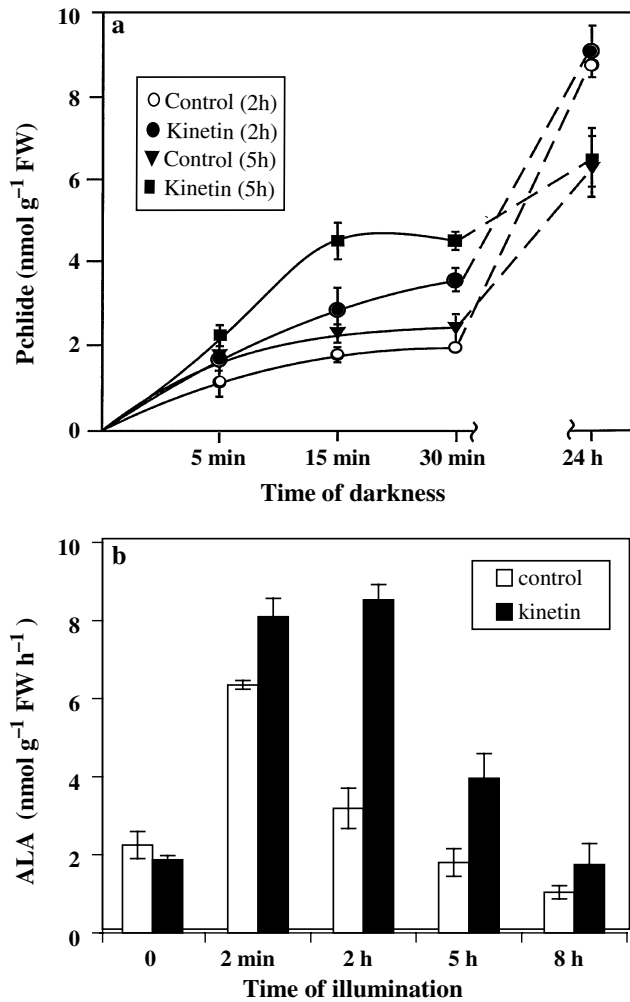 a
10
8
6
4
2
0
Pchlide (nmol g⁻¹ FW)
Control (2h)
Kinetin (2h)
Control (5h)
Kinetin (5h)
5 min 15 min 30 min 24 h
Time of darkness
b
10
8
6
4
2
0
ALA (nmol g⁻¹ FW h⁻¹)
control
kinetin
0 2 min 2 h 5 h 8 h
Time of illumination